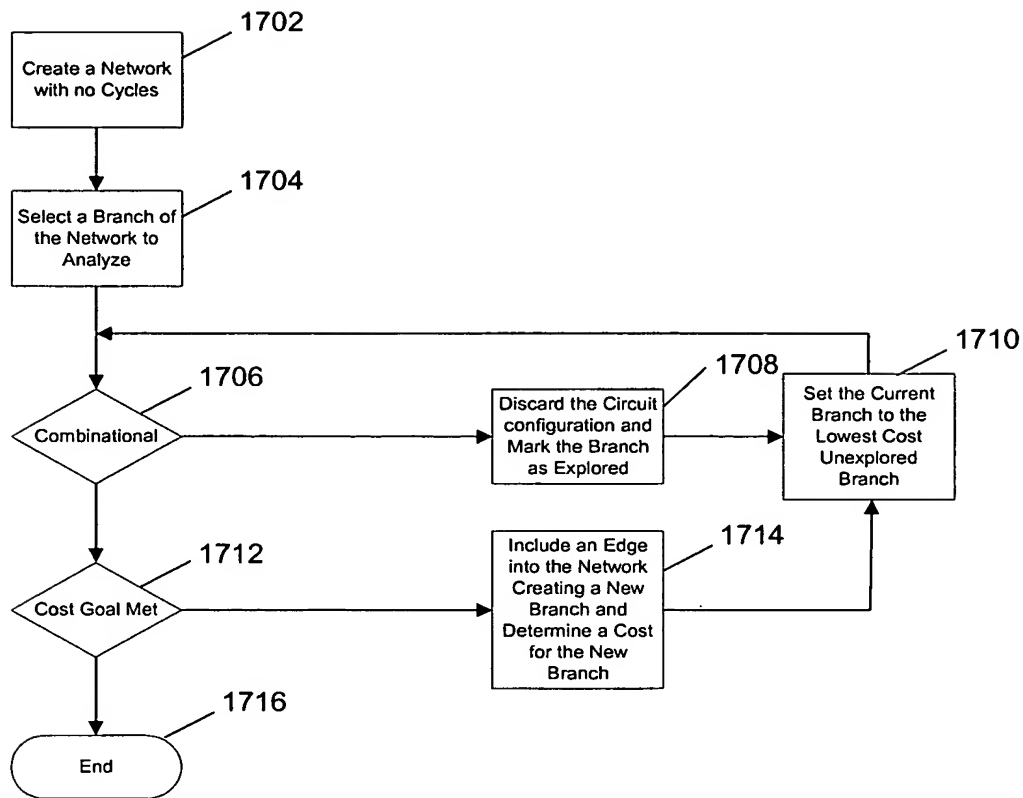 1702
Create a Network
with no Cycles
1704
Select a Branch of
the Network to
Analyze
1710
1706
1708
Combinational
Discard the Circuit
configuration and
Mark the Branch
as Explored
Set the Current
Branch to the
Lowest Cost
Unexplored
Branch
1712
1714
Cost Goal Met
Include an Edge
into the Network
Creating a New
Branch and
Determine a Cost
for the New
Branch
1716
End